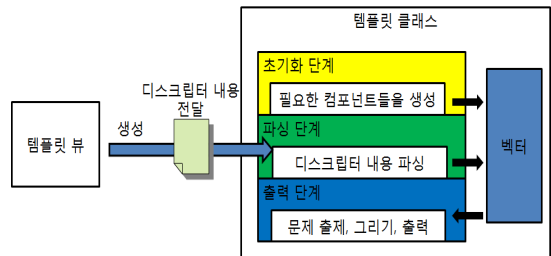 템플릿 클래스
초기화 단계
필요한 컴포넌트들을 생성
디스크립터 내용
전달
생성
템플릿 뷰
파싱 단계
디스크립터 내용 파싱
벡터
출력 단계
문제 출제, 그리기, 출력